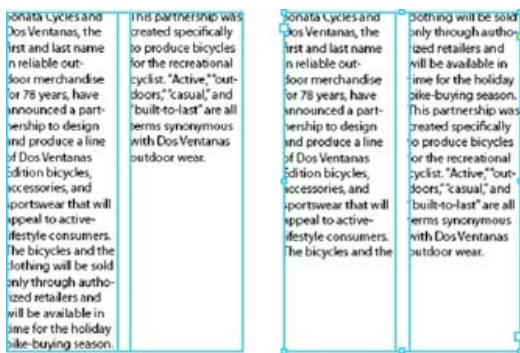 Sonata Cycles and
Dos Ventanas, the
first and last name
in reliable out-
door merchandise
for 78 years, have
announced a part-
nership to design
and produce a line
of Dos Ventanas
Edition bicycles,
accessories, and
sportswear that will
appeal to active-
lifestyle consumers.
The bicycles and the
clothing will be sold
only through autho-
rized retailers and
will be available in
time for the holiday
bike-buying season.
This partnership was
created specifically
to produce bicycles
for the recreational
cyclist. "Active," "out-
doors," "casual," and
"built-to-last" are all
terms synonymous
with Dos Ventanas
outdoor wear.
Sonata Cycles and
Dos Ventanas, the
first and last name
in reliable out-
door merchandise
for 78 years, have
announced a part-
nership to design
and produce a line
of Dos Ventanas
Edition bicycles,
accessories, and
sportswear that will
appeal to active-
lifestyle consumers.
The bicycles and the
clothing will be sold
only through autho-
rized retailers and
will be available in
time for the holiday
bike-buying season.
This partnership was
created specifically
to produce bicycles
for the recreational
cyclist. "Active," "out-
doors," "casual," and
"built-to-last" are all
terms synonymous
with Dos Ventanas
outdoor wear.